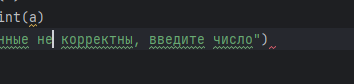 int(a)
нные не корректны, введите число")